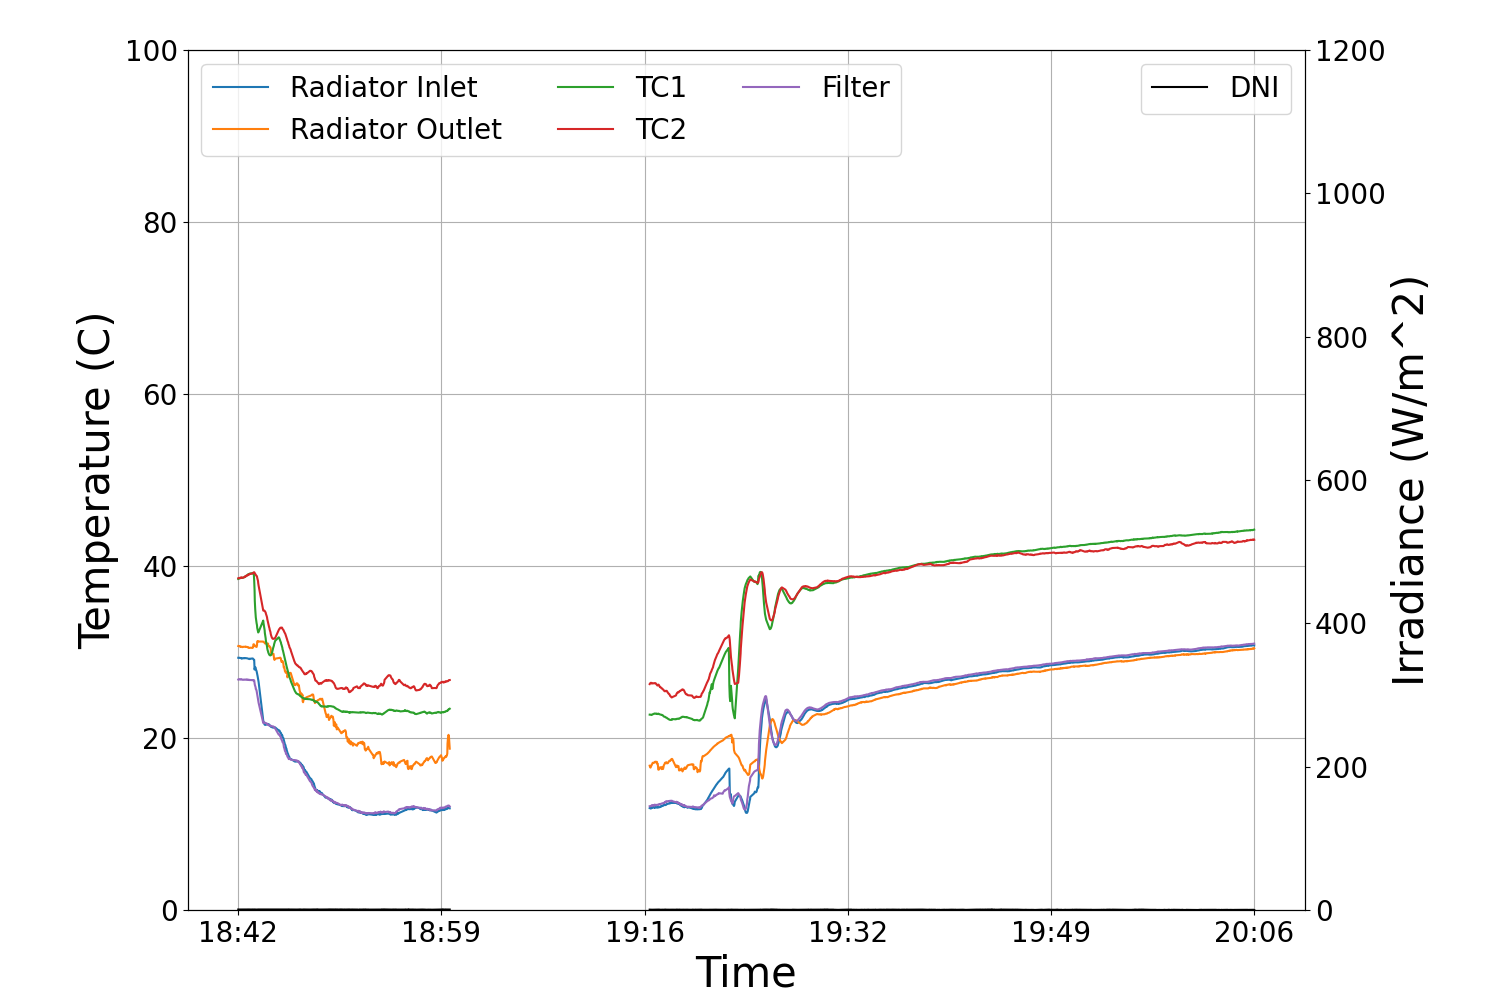 Radiator Inlet
Radiator Outlet
TC1
TC2
Filter
DNI
100
80
60
40
20
0
Temperature (C)
1200
1000
800
600
400
200
0
Irradiance (W/m^2)
18:42
18:59
19:16
19:32
19:49
20:06
Time